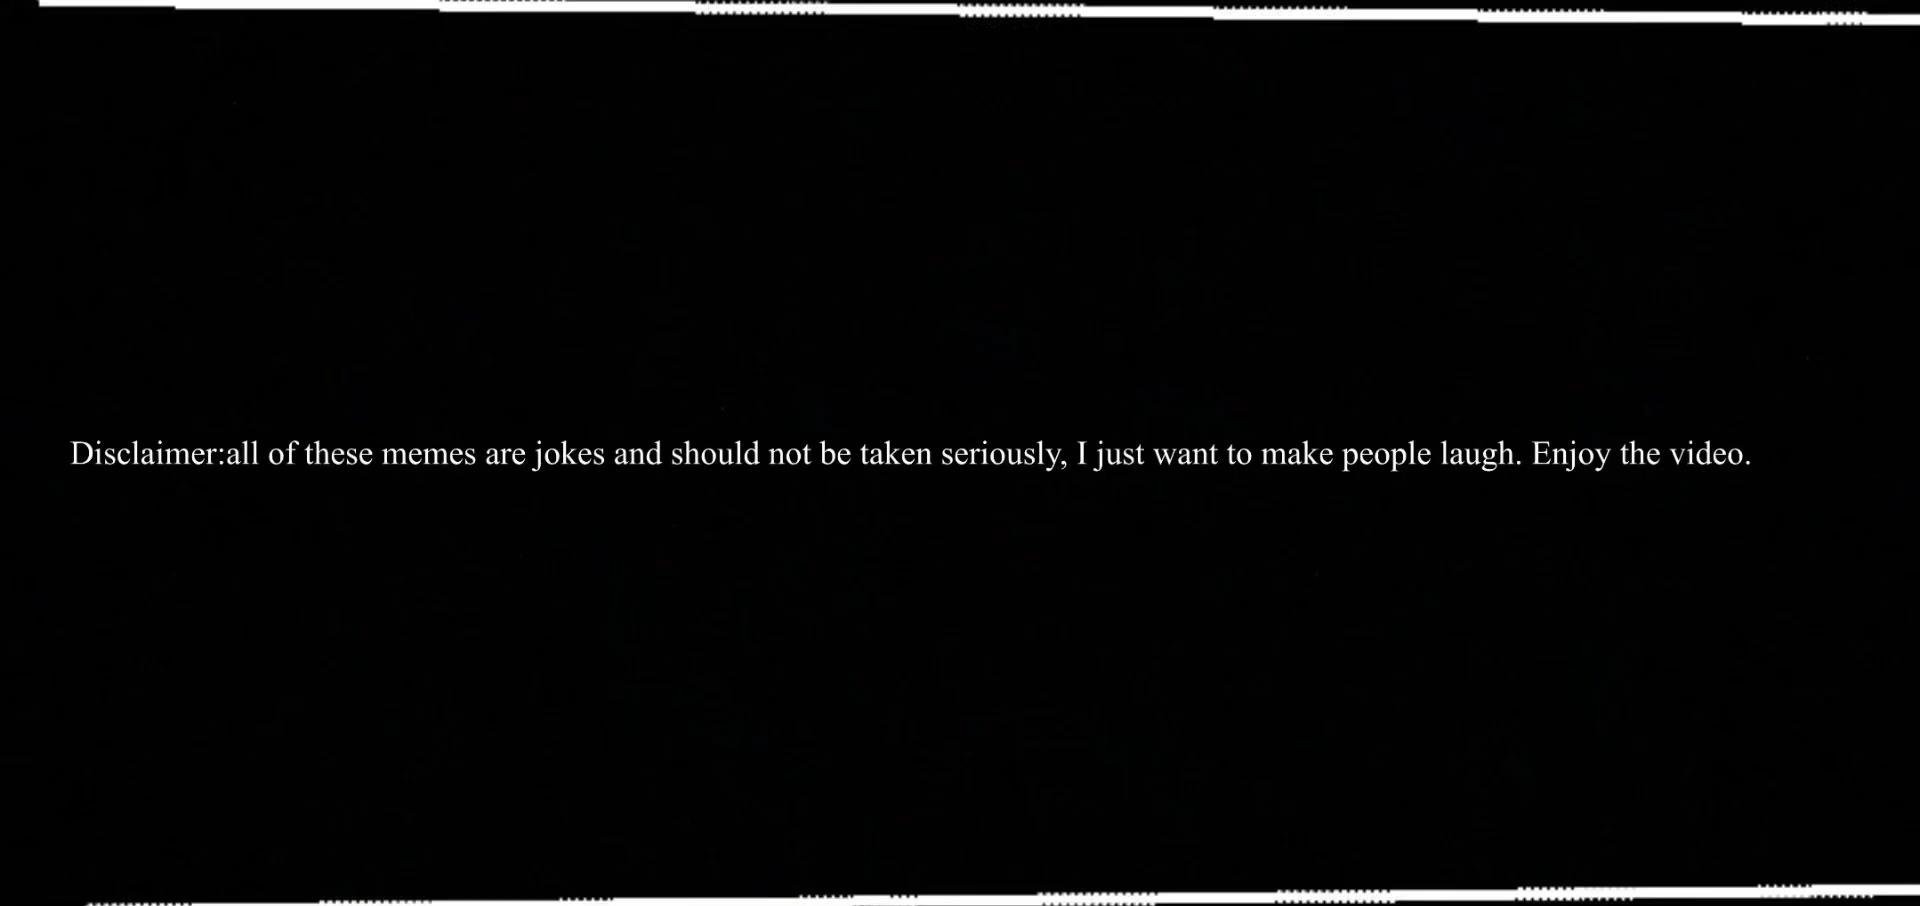 Disclaimer:all of these memes are jokes and should not be taken seriously, I just want to make people laugh. Enjoy the video.